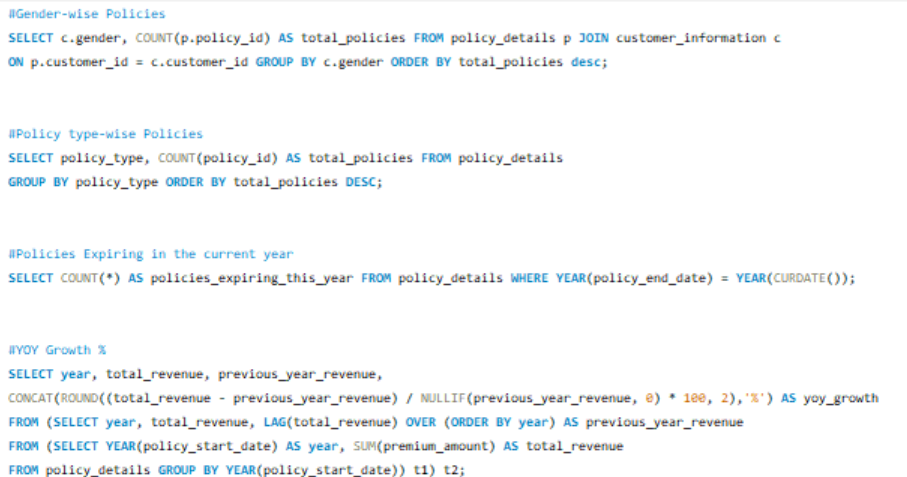 #Gender-wise Policies
SELECT c.gender, COUNT(p.policy_id) AS total_policies FROM policy_details p JOIN customer_information c
ON p.customer_id = c.customer_id GROUP BY c.gender ORDER BY total_policies desc;
#Policy type-wise Policies
SELECT policy_type, COUNT(policy_id) AS total_policies FROM policy_details
GROUP BY policy_type ORDER BY total_policies DESC;
#Policies Expiring in the current year
SELECT COUNT(*) AS policies_expiring_this_year FROM policy_details WHERE YEAR(policy_end_date) = YEAR(CURDATE());
#YOY Growth %
SELECT year, total_revenue, previous_year_revenue,
CONCAT(ROUND((total_revenue - previous_year_revenue) / NULLIF(previous_year_revenue, 0) * 100, 2),'%') AS yoy_growth
FROM (SELECT year, total_revenue, LAG(total_revenue) OVER (ORDER BY year) AS previous_year_revenue
FROM (SELECT YEAR(policy_start_date) AS year, SUM(premium_amount) AS total_revenue
FROM policy_details GROUP BY YEAR(policy_start_date)) t1) t2;